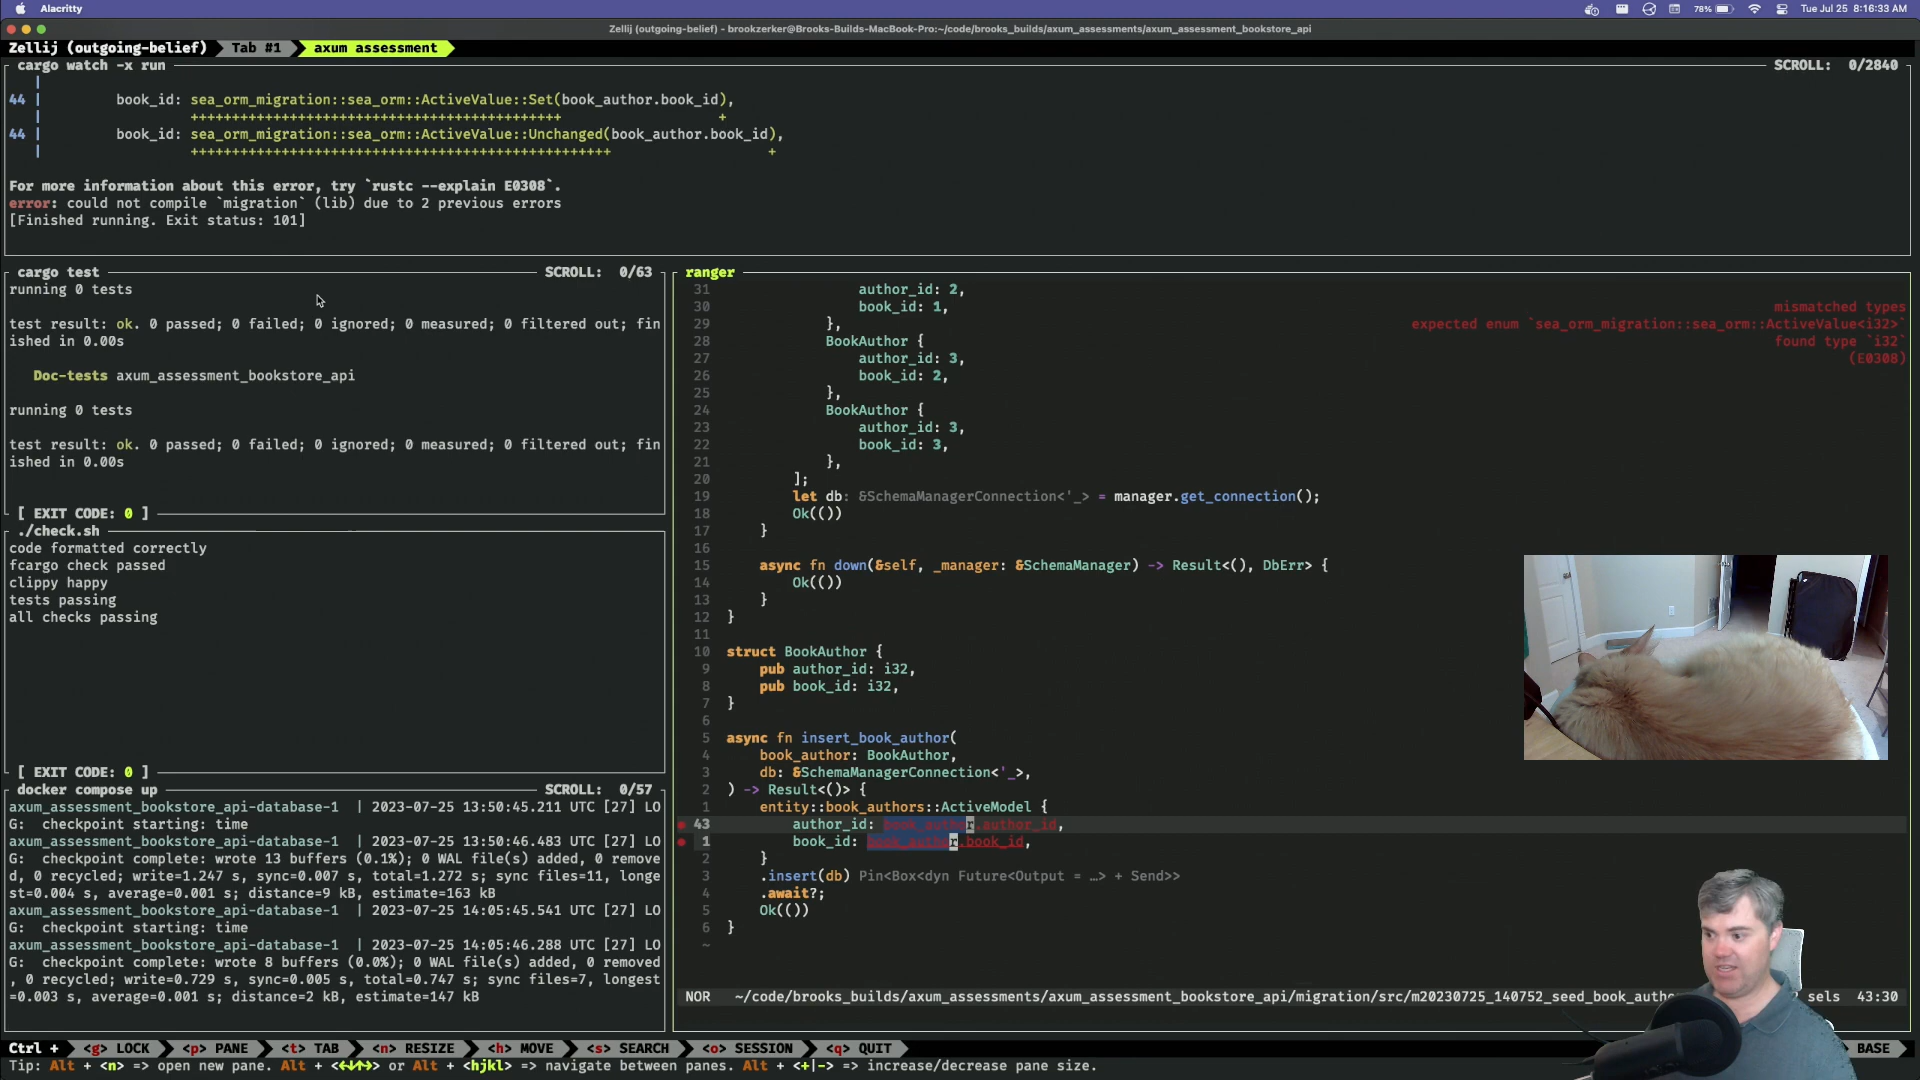 Alacritty
78%
Tue Jul 25 8:16:33 AM
Zellij (outgoing-belief) - brookzerker@Brooks-Builds-MacBook-Pro:~/code/brooks_builds/axum_assessments/axum_assessment_bookstore_api
Zellij (outgoing-belief) Tab #1 axum assessment
cargo watch -x run SCROLL: 0/2840
44 | book_id: sea_orm_migration::sea_orm::ActiveValue::Set(book_author.book_id),
| +++++++++++++++++++++++++++++++++++++++++++++ +
44 | book_id: sea_orm_migration::sea_orm::ActiveValue::Unchanged(book_author.book_id),
| +++++++++++++++++++++++++++++++++++++++++++++++++++ +
For more information about this error, try `rustc --explain E0308`.
error: could not compile `migration` (lib) due to 2 previous errors
[Finished running. Exit status: 101]
cargo test SCROLL: 0/63
running 0 tests
test result: ok. 0 passed; 0 failed; 0 ignored; 0 measured; 0 filtered out; fin
ished in 0.00s
Doc-tests axum_assessment_bookstore_api
running 0 tests
test result: ok. 0 passed; 0 failed; 0 ignored; 0 measured; 0 filtered out; fin
ished in 0.00s
[ EXIT CODE: 0 ]
./check.sh
code formatted correctly
fcargo check passed
clippy happy
tests passing
all checks passing
[ EXIT CODE: 0 ]
docker compose up SCROLL: 0/57
axum_assessment_bookstore_api-database-1 | 2023-07-25 13:50:45.211 UTC [27] LO
G: checkpoint starting: time
axum_assessment_bookstore_api-database-1 | 2023-07-25 13:50:46.483 UTC [27] LO
G: checkpoint complete: wrote 13 buffers (0.1%); 0 WAL file(s) added, 0 remove
d, 0 recycled; write=1.247 s, sync=0.007 s, total=1.272 s; sync files=11, longe
st=0.004 s, average=0.001 s; distance=9 kB, estimate=163 kB
axum_assessment_bookstore_api-database-1 | 2023-07-25 14:05:45.541 UTC [27] LO
G: checkpoint starting: time
axum_assessment_bookstore_api-database-1 | 2023-07-25 14:05:46.288 UTC [27] LO
G: checkpoint complete: wrote 8 buffers (0.0%); 0 WAL file(s) added, 0 removed
, 0 recycled; write=0.729 s, sync=0.005 s, total=0.747 s; sync files=7, longest
=0.003 s, average=0.001 s; distance=2 kB, estimate=147 kB
ranger
31 author_id: 2,
30 book_id: 1,
29 },
28 BookAuthor {
27 author_id: 3,
26 book_id: 2,
25 },
24 BookAuthor {
23 author_id: 3,
22 book_id: 3,
21 },
20 ];
19 let db: &SchemaManagerConnection<'_> = manager.get_connection();
18 Ok(())
17 }
16
15 async fn down(&self, _manager: &SchemaManager) -> Result<(), DbErr> {
14 Ok(())
13 }
12 }
11
10 struct BookAuthor {
9 pub author_id: i32,
8 pub book_id: i32,
7 }
6
5 async fn insert_book_author(
4 book_author: BookAuthor,
3 db: &SchemaManagerConnection<'_>,
2 ) -> Result<()> {
1 entity::book_authors::ActiveModel {
43 author_id: book_author.author_id,
1 book_id: book_author.book_id,
2 }
3 .insert(db) Pin<Box<dyn Future<Output = …> + Send>>
4 .await?;
5 Ok(())
6 }
~
mismatched types
expected enum `sea_orm_migration::sea_orm::ActiveValue<i32>`
found type `i32`
(E0308)
NOR ~/code/brooks_builds/axum_assessments/axum_assessment_bookstore_api/migration/src/m20230725_140752_seed_book_autho sels 43:30
Ctrl + <g> LOCK <p> PANE <t> TAB <n> RESIZE <h> MOVE <s> SEARCH <o> SESSION <q> QUIT BASE
Tip: Alt + <n> => open new pane. Alt + <←↓↑→> or Alt + <hjkl> => navigate between panes. Alt + <+|-> => increase/decrease pane size.